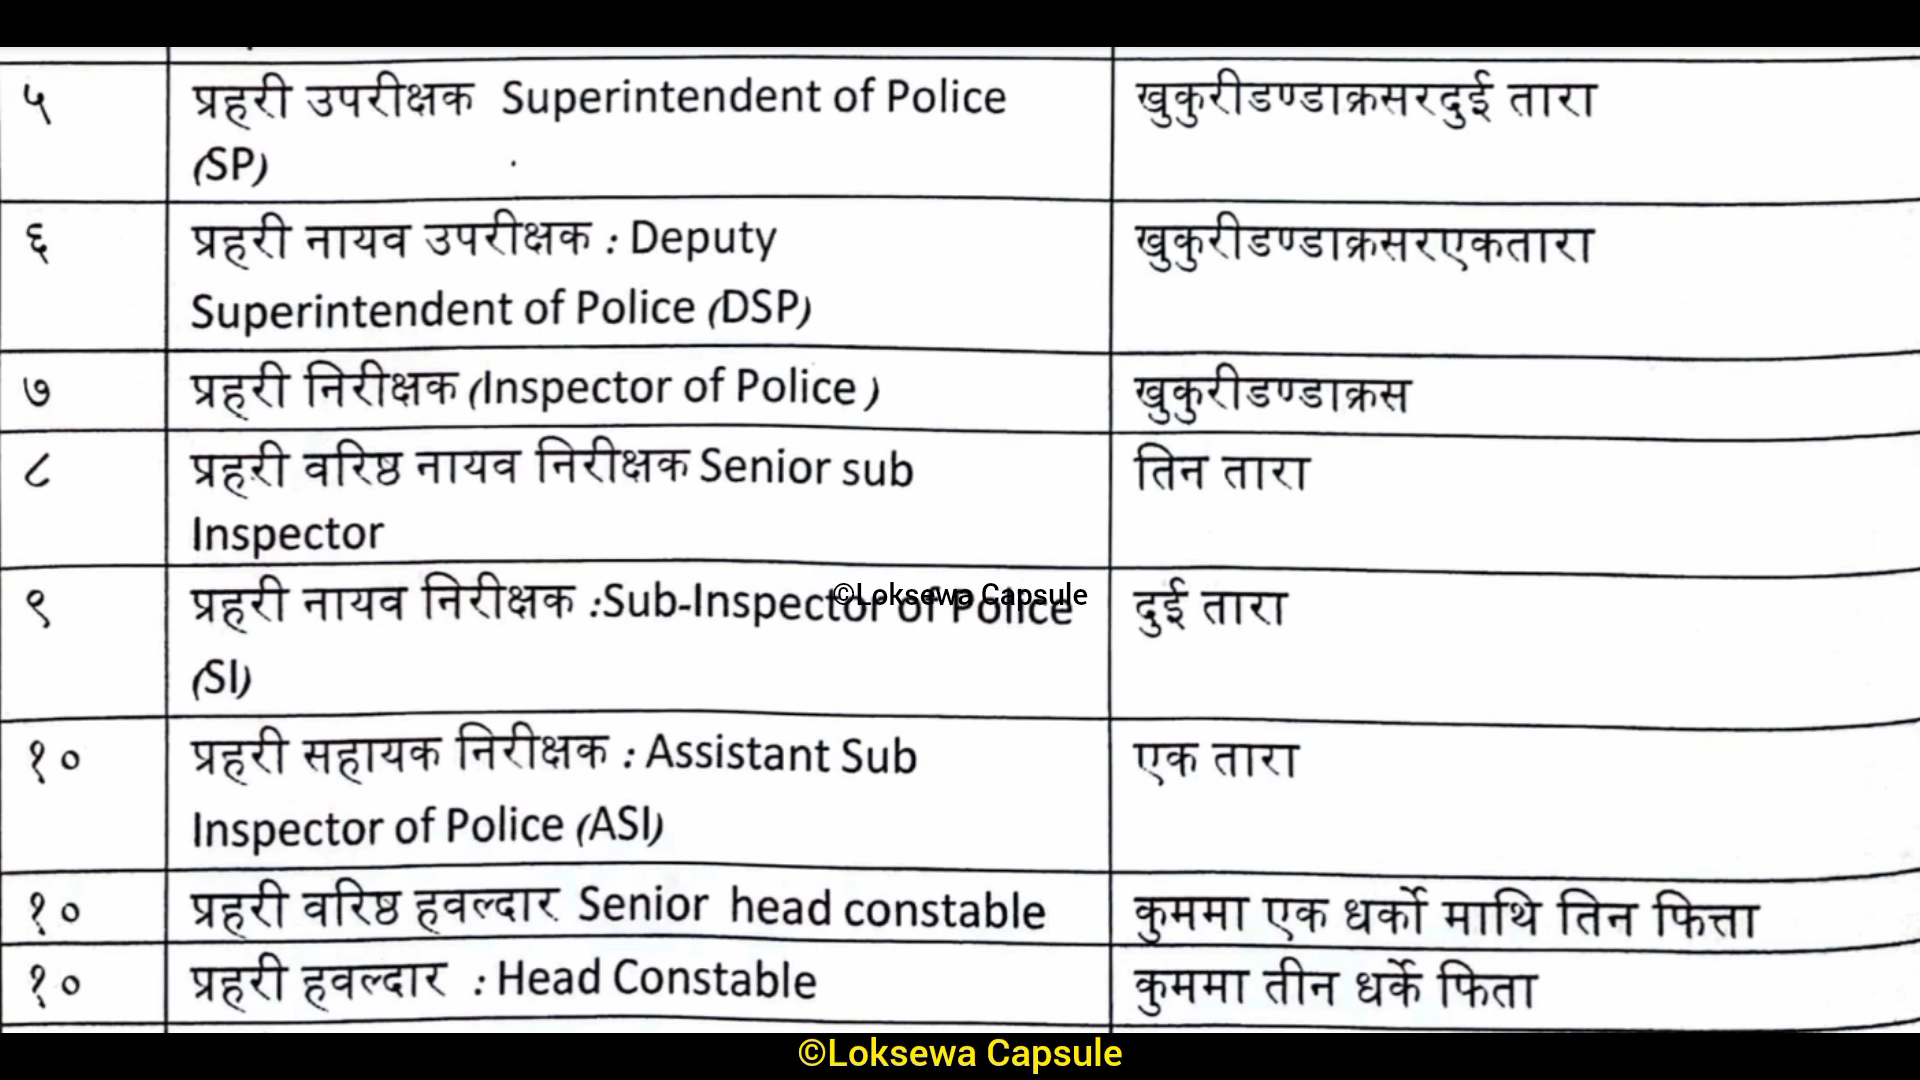 ५ प्रहरी उपरीक्षक Superintendent of Police खुकुरीडण्डाक्रसरदुई तारा
(SP)
६ प्रहरी नायव उपरीक्षक : Deputy खुकुरीडण्डाक्रसरएकतारा
Superintendent of Police (DSP)
७ प्रहरी निरीक्षक (Inspector of Police ) खुकुरीडण्डाक्रस
८ प्रहरी वरिष्ठ नायव निरीक्षक Senior sub तिन तारा
Inspector
९ प्रहरी नायव निरीक्षक :Sub-Inspector of Police दुई तारा
©Loksewa Capsule
(SI)
१० प्रहरी सहायक निरीक्षक : Assistant Sub एक तारा
Inspector of Police (ASI)
१० प्रहरी वरिष्ठ हवल्दार Senior head constable कुममा एक धर्को माथि तिन फित्ता
१० प्रहरी हवल्दार : Head Constable कुममा तीन धर्के फिता
©Loksewa Capsule